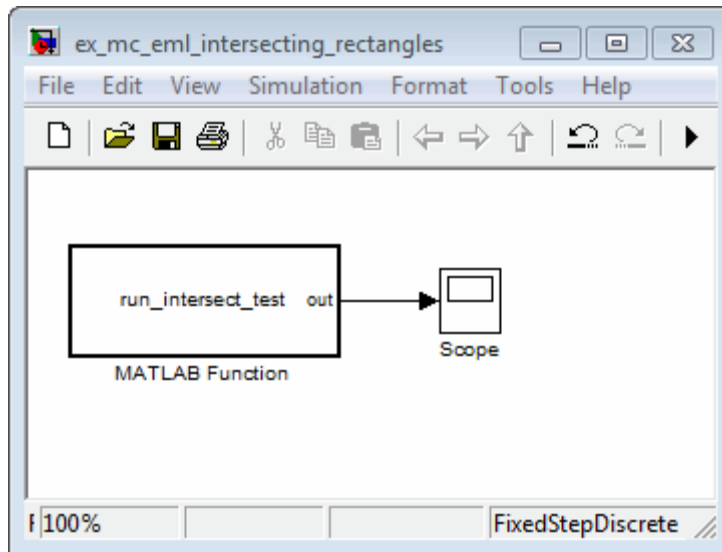 ex_mc_eml_intersecting_rectangles
File Edit View Simulation Format Tools Help
run_intersect_test out
MATLAB Function
Scope
100% FixedStepDiscrete